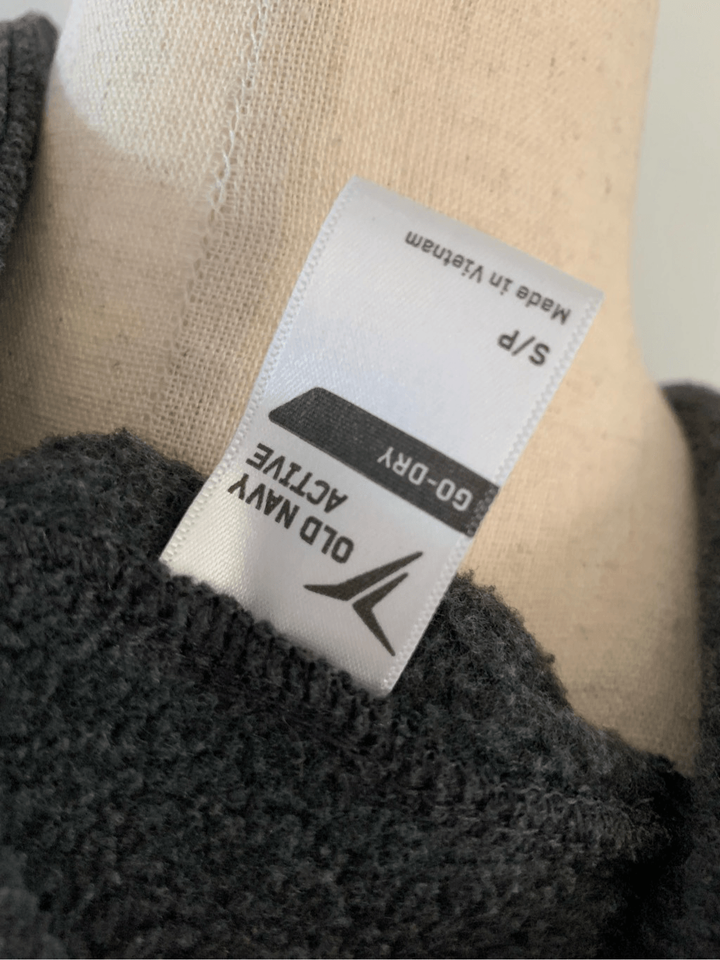 OLD NAVY
ACTIVE
GO-DRY
S/P
Made in Vietnam